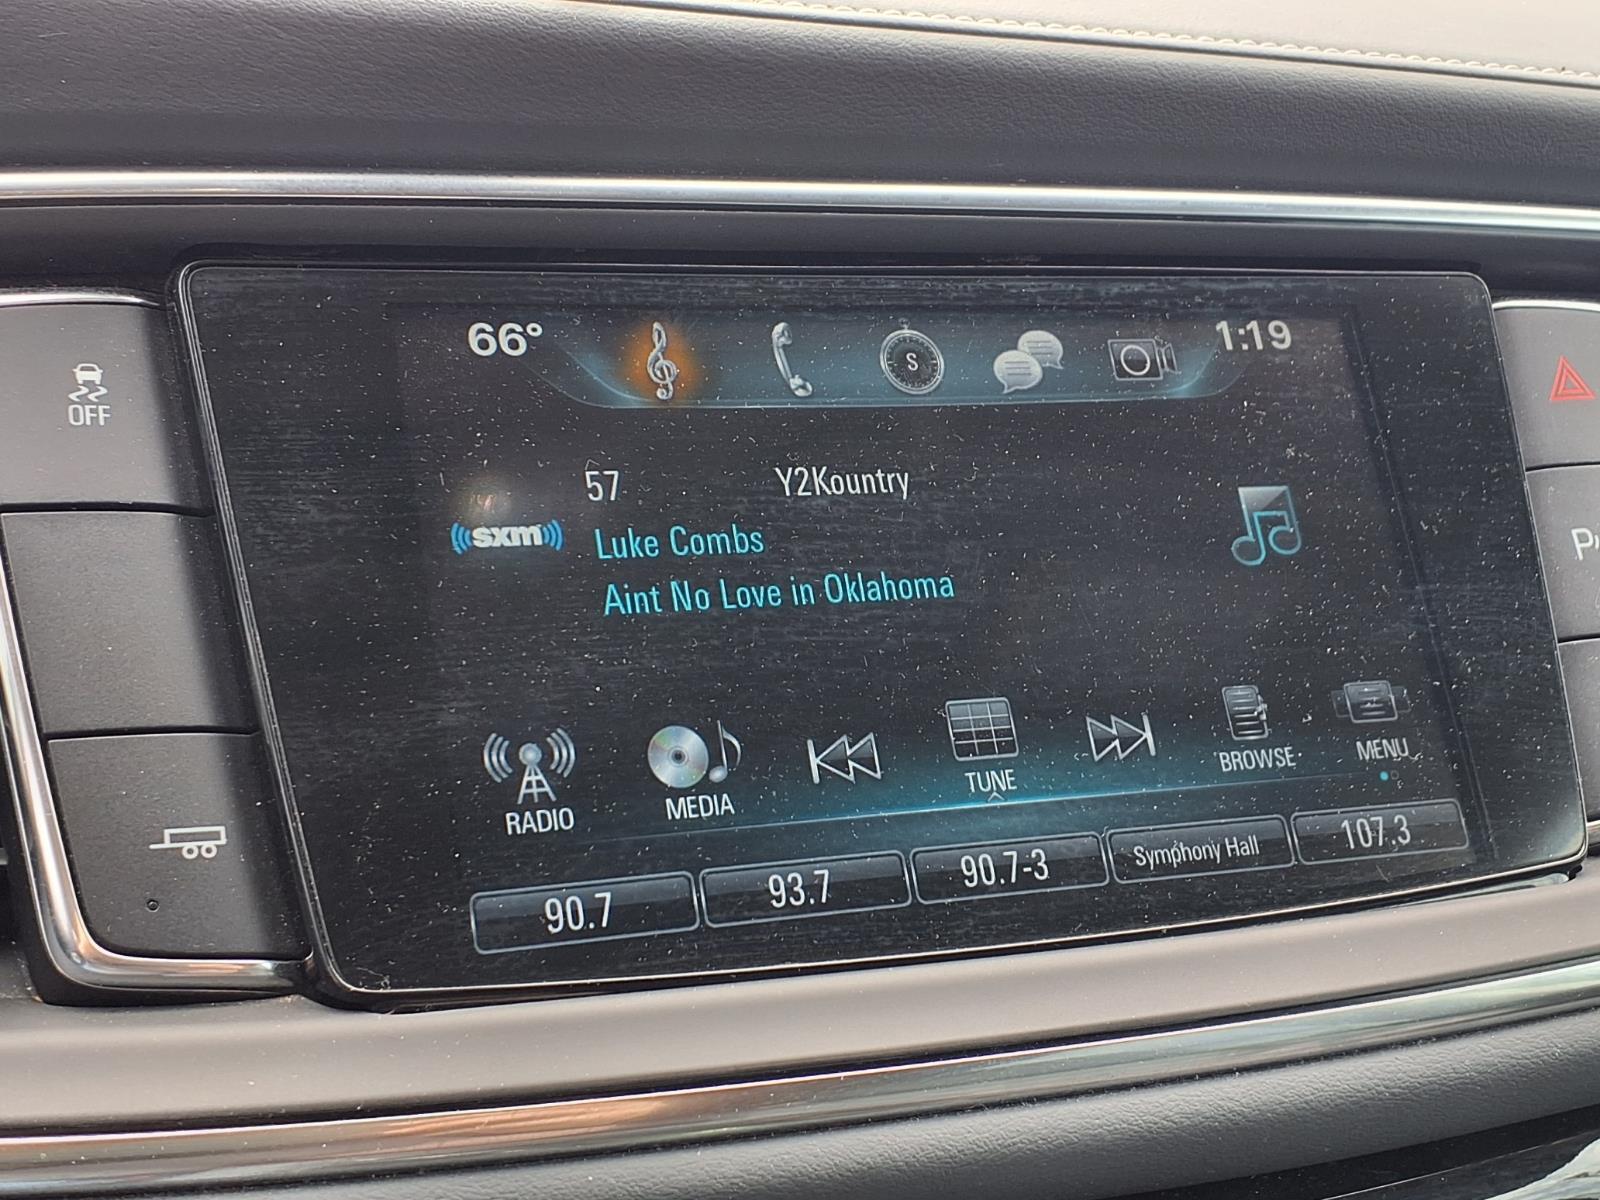 66° 1:19
S
OFF
57 Y2Kountry
sxm
Luke Combs
Aint No Love in Oklahoma
RADIO
MEDIA
TUNE
BROWSE
MENU
90.7
93.7
90.7-3
Symphony Hall
107.3